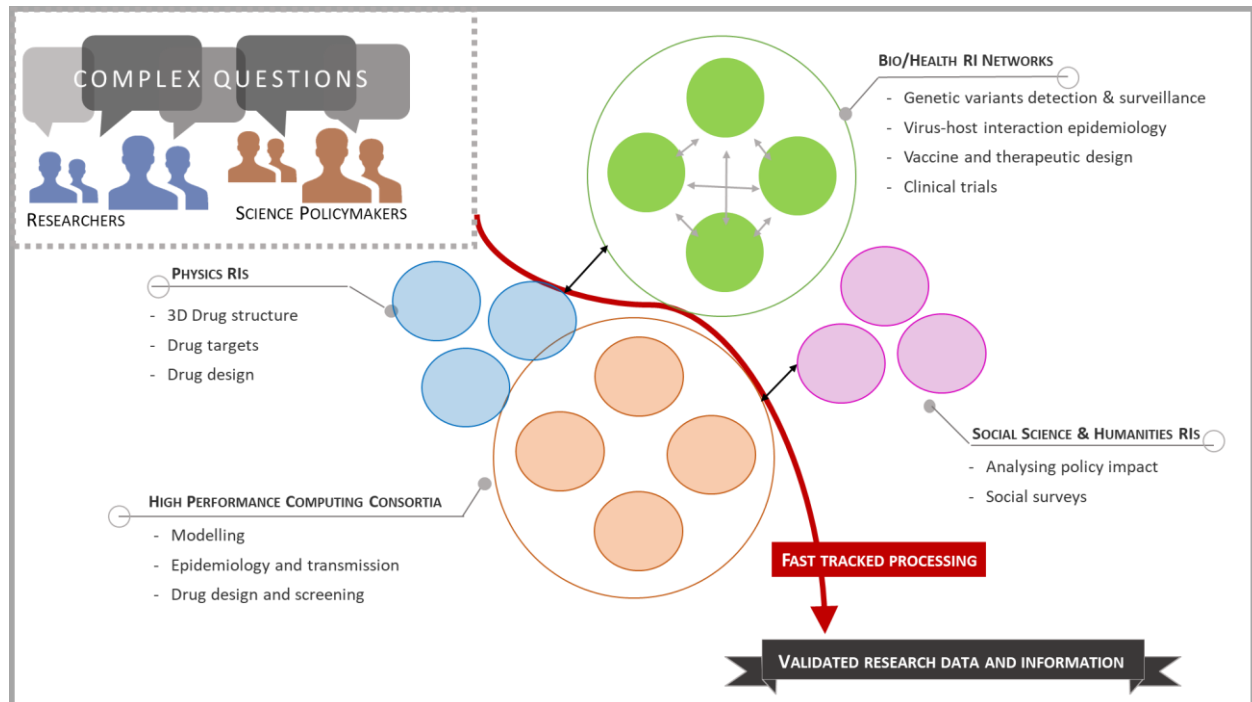 COMPLEX QUESTIONS
RESEARCHERS
SCIENCE POLICYMAKERS
BIO/HEALTH RI NETWORKS
- Genetic variants detection & surveillance
- Virus-host interaction epidemiology
- Vaccine and therapeutic design
- Clinical trials
PHYSICS RIS
- 3D Drug structure
- Drug targets
- Drug design
SOCIAL SCIENCE & HUMANITIES RIS
- Analysing policy impact
- Social surveys
HIGH PERFORMANCE COMPUTING CONSORTIA
- Modelling
- Epidemiology and transmission
- Drug design and screening
FAST TRACKED PROCESSING
VALIDATED RESEARCH DATA AND INFORMATION